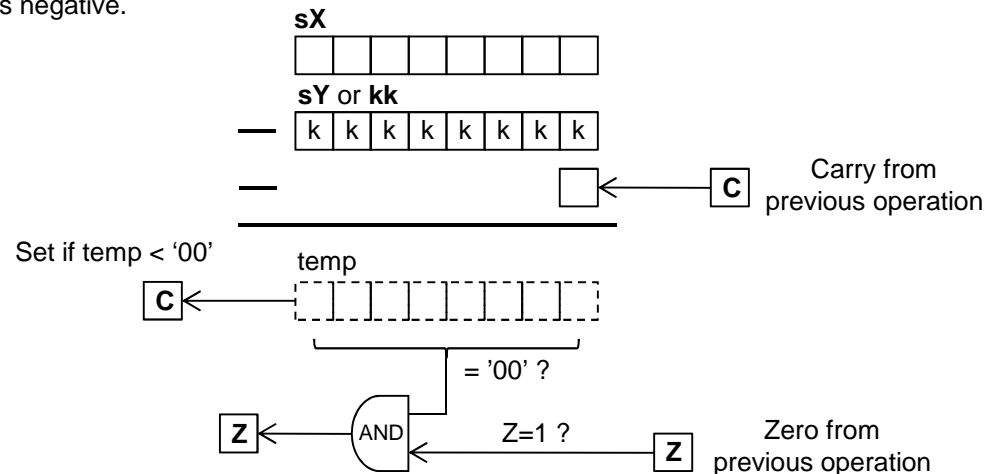 s negative.
sX
sY or kk
k k k k k k k k
C
Carry from
previous operation
Set if temp < '00’
temp
C
= ’00’ ?
Z
AND
Z=1 ?
Z
Zero from
previous operation